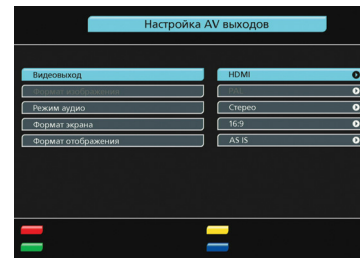 Настройка AV выходов
Видеовыход HDMI
Формат изображения PAL
Режим аудио Стерео
Формат экрана 16:9
Формат отображения AS IS